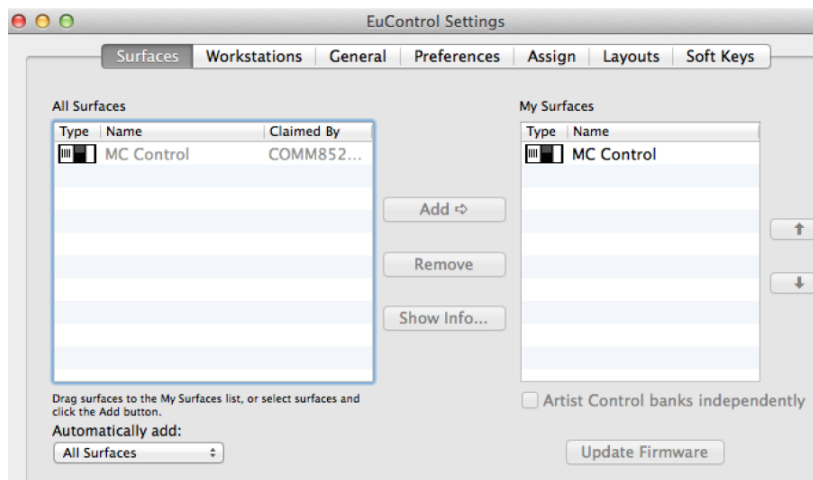 EuControl Settings
Surfaces Workstations General Preferences Assign Layouts Soft Keys
All Surfaces
My Surfaces
Type Name Claimed By
Type Name
MC Control COMM852...
MC Control
Add
Remove
Show Info...
Drag surfaces to the My Surfaces list, or select surfaces and
click the Add button.
Automatically add:
All Surfaces
Artist Control banks independently
Update Firmware